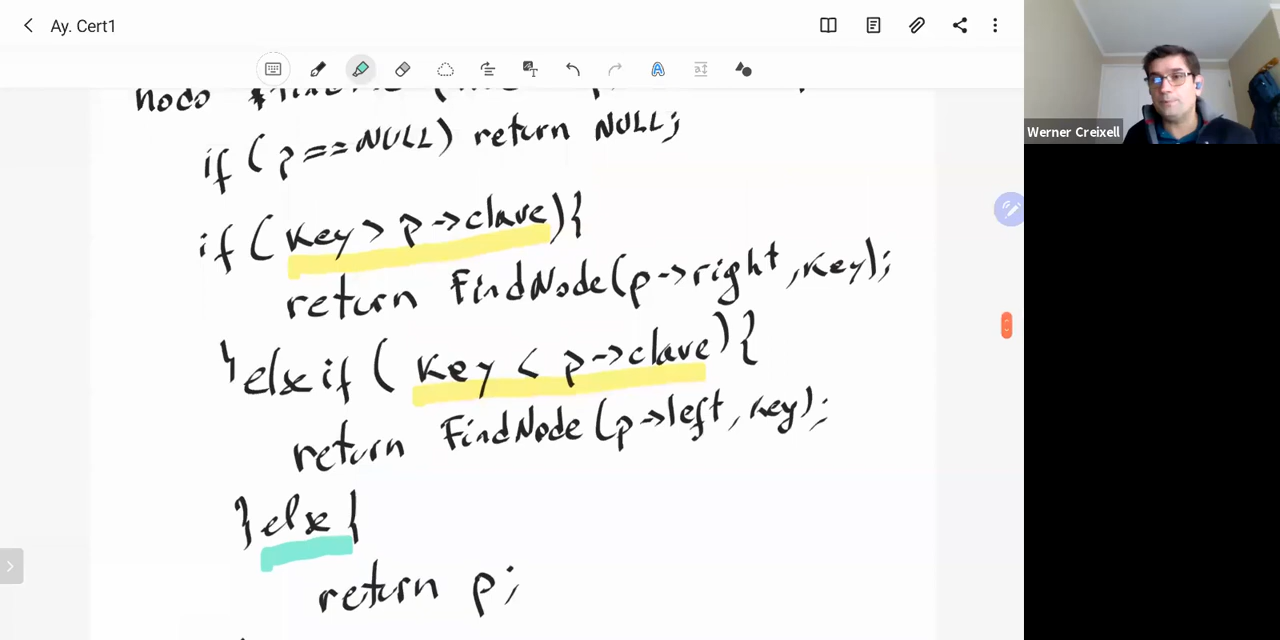 Ay. Cert1
nodo
if (p==NULL) return NULL;
if (key > p->clave){
return FindNode(p->right, key);
}else if (key < p->clave){
return FindNode(p->left, key);
}else{
return p;
Werner Creixell